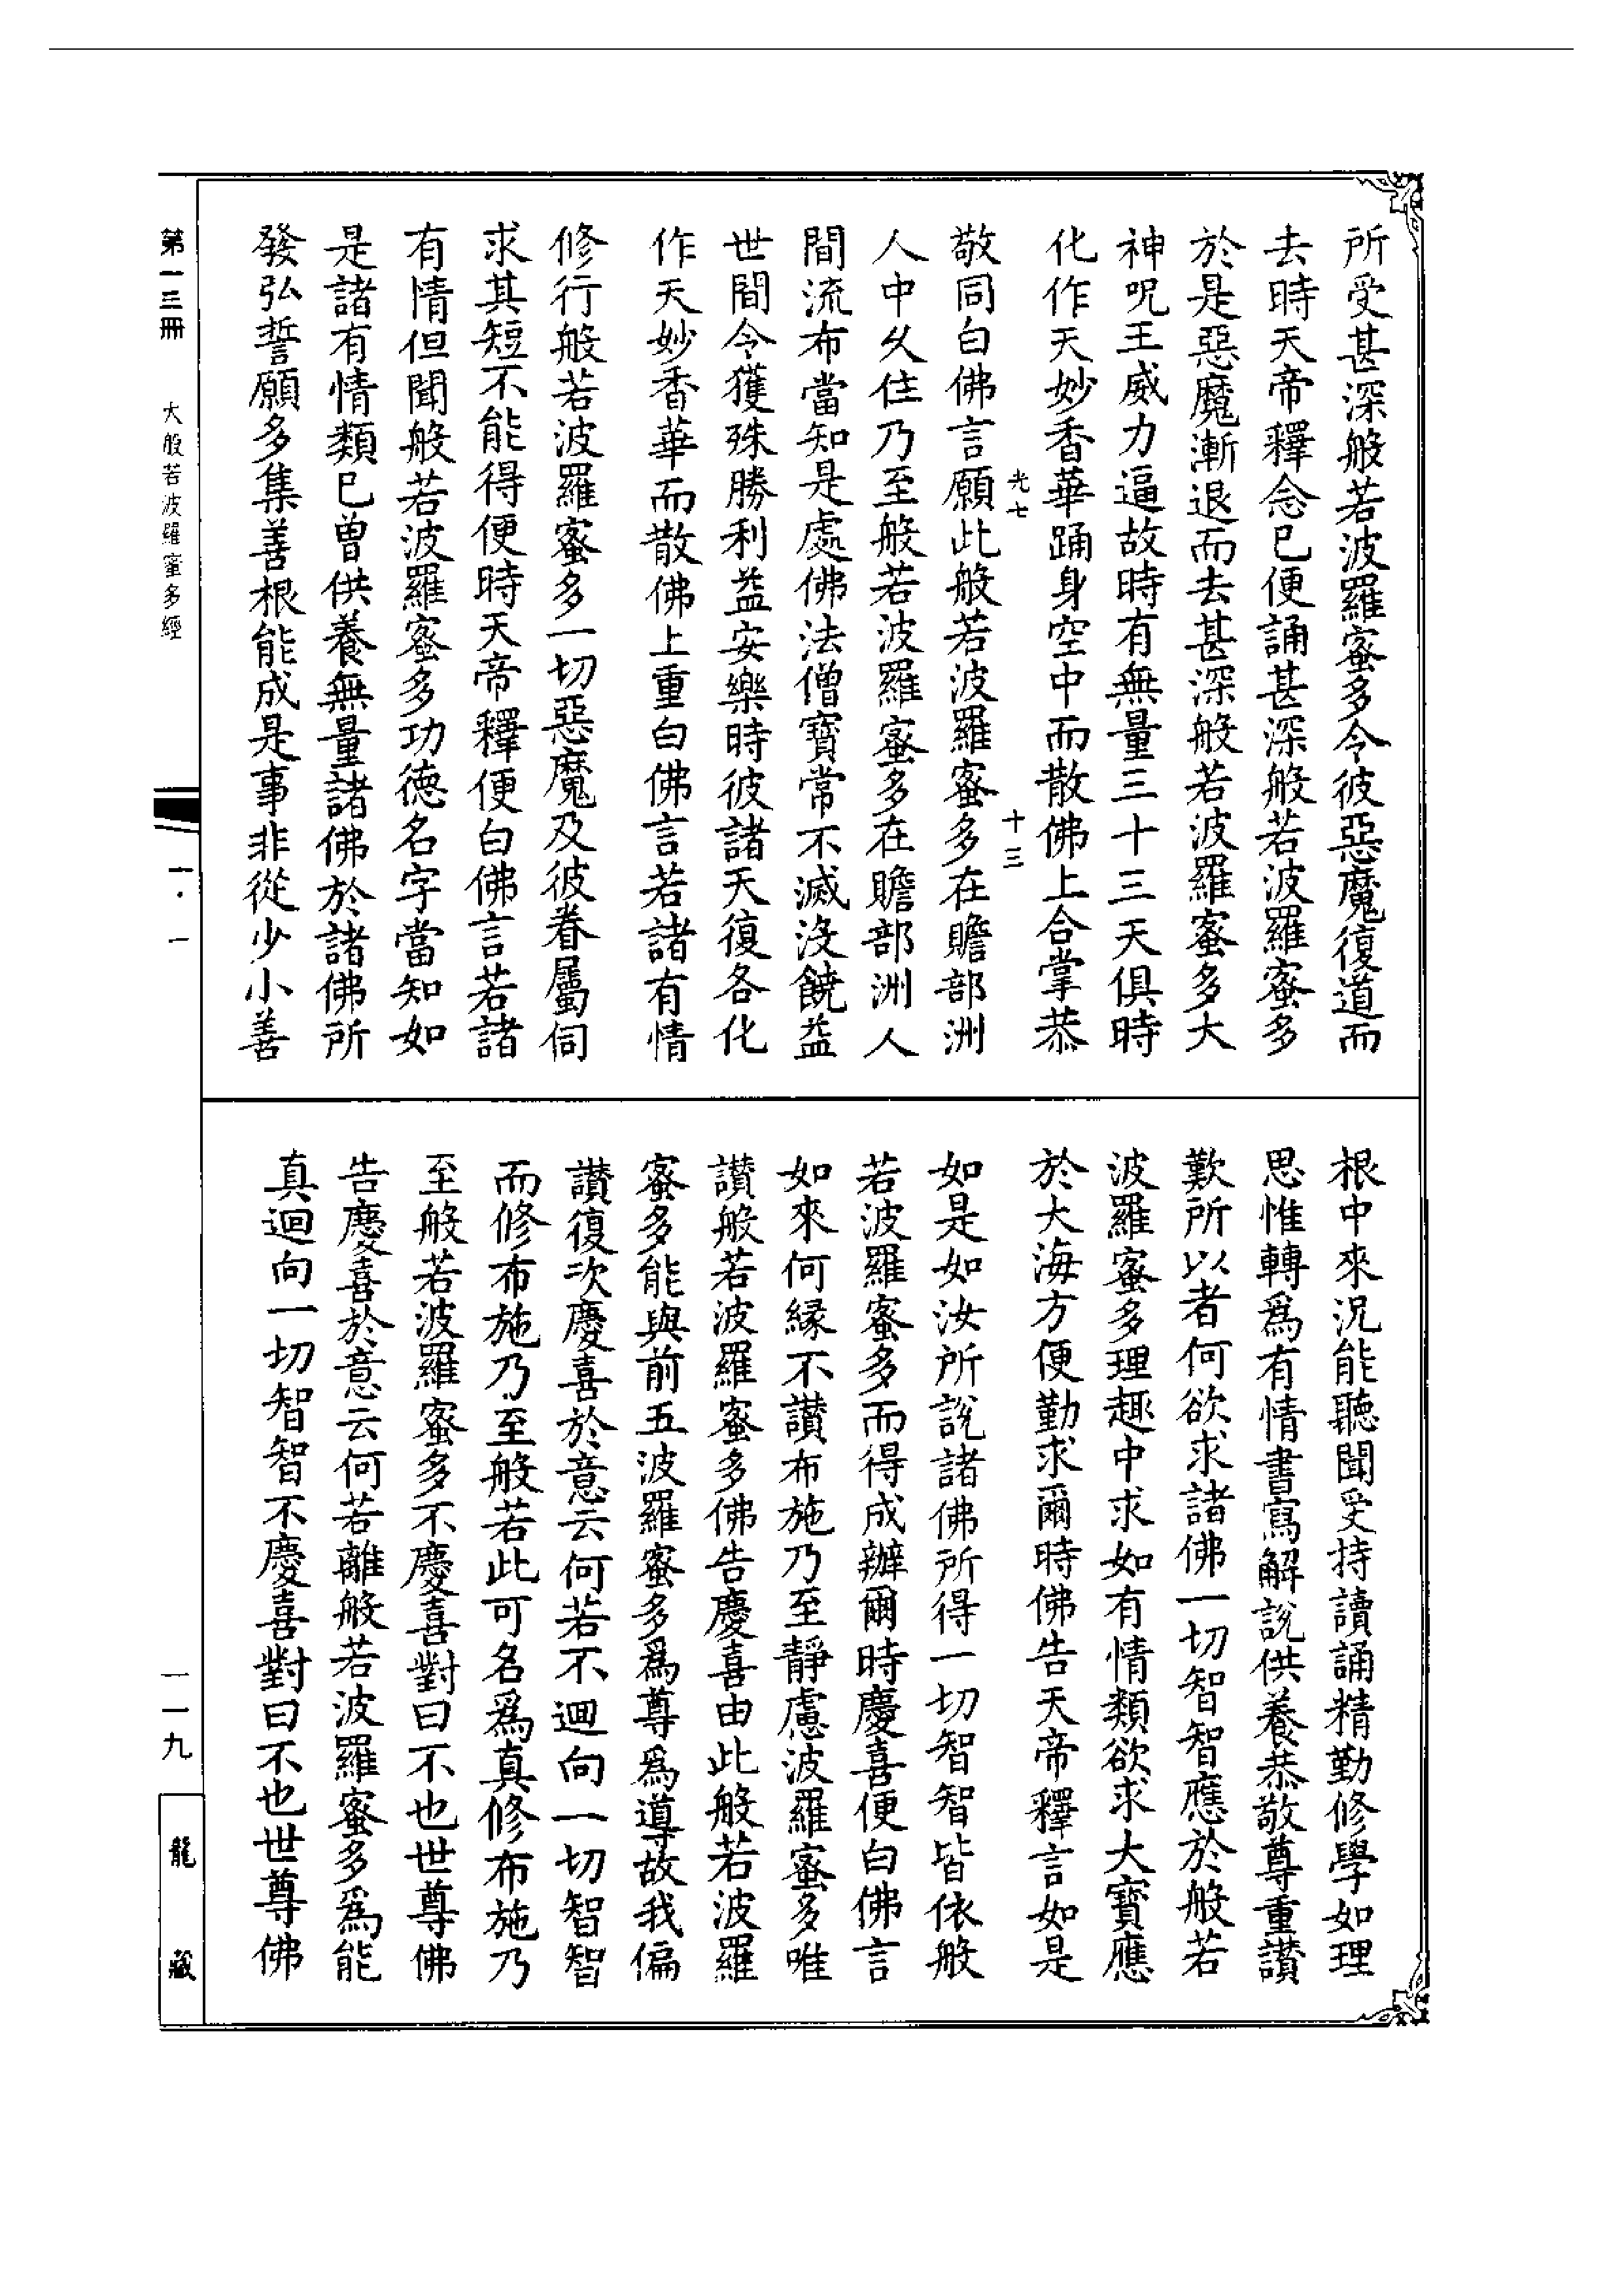 所受甚深般若波羅蜜多令彼惡魔復道而
去時天帝釋念已便誦甚深般若波羅蜜多
於是惡魔漸退而去甚深般若波羅蜜多大
神呪王威力逼故時有無量三十三天俱時
化作天妙香華踊身空中而散佛上合掌恭
光七
十三
敬同白佛言願此般若波羅蜜多在贍部洲
人中久住乃至般若波羅蜜多在贍部洲人
間流布當知是處佛法僧寶常不滅沒饒益
世間令獲殊勝利益安樂時彼諸天復各化
作天妙香華而散佛上重白佛言若諸有情
修行般若波羅蜜多一切惡魔及彼眷屬伺
求其短不能得便時天帝釋便白佛言若諸
有情但聞般若波羅蜜多功德名字當知如
是諸有情類已曾供養無量諸佛於諸佛所
發弘誓願多集善根能成是事非從少小善
根中來況能聽聞受持讀誦精勤修學如理
思惟轉爲有情書寫解說供養恭敬尊重讚
歎所以者何欲求諸佛一切智智應於般若
波羅蜜多理趣中求如有情類欲求大寶應
於大海方便勤求爾時佛告天帝釋言如是
如是如汝所說諸佛所得一切智智皆依般
若波羅蜜多而得成辦爾時慶喜便白佛言
如來何緣不讚布施乃至靜慮波羅蜜多唯
讚般若波羅蜜多佛告慶喜由此般若波羅
蜜多能與前五波羅蜜多爲尊爲導故我偏
讚復次慶喜於意云何若不迴向一切智智
而修布施乃至般若此可名爲真修布施乃
至般若波羅蜜多不慶喜對曰不也世尊佛
告慶喜於意云何若離般若波羅蜜多爲能
真迴向一切智智不慶喜對曰不也世尊佛
第一三冊
大般若波羅蜜多經
一·一
一一九
龍藏